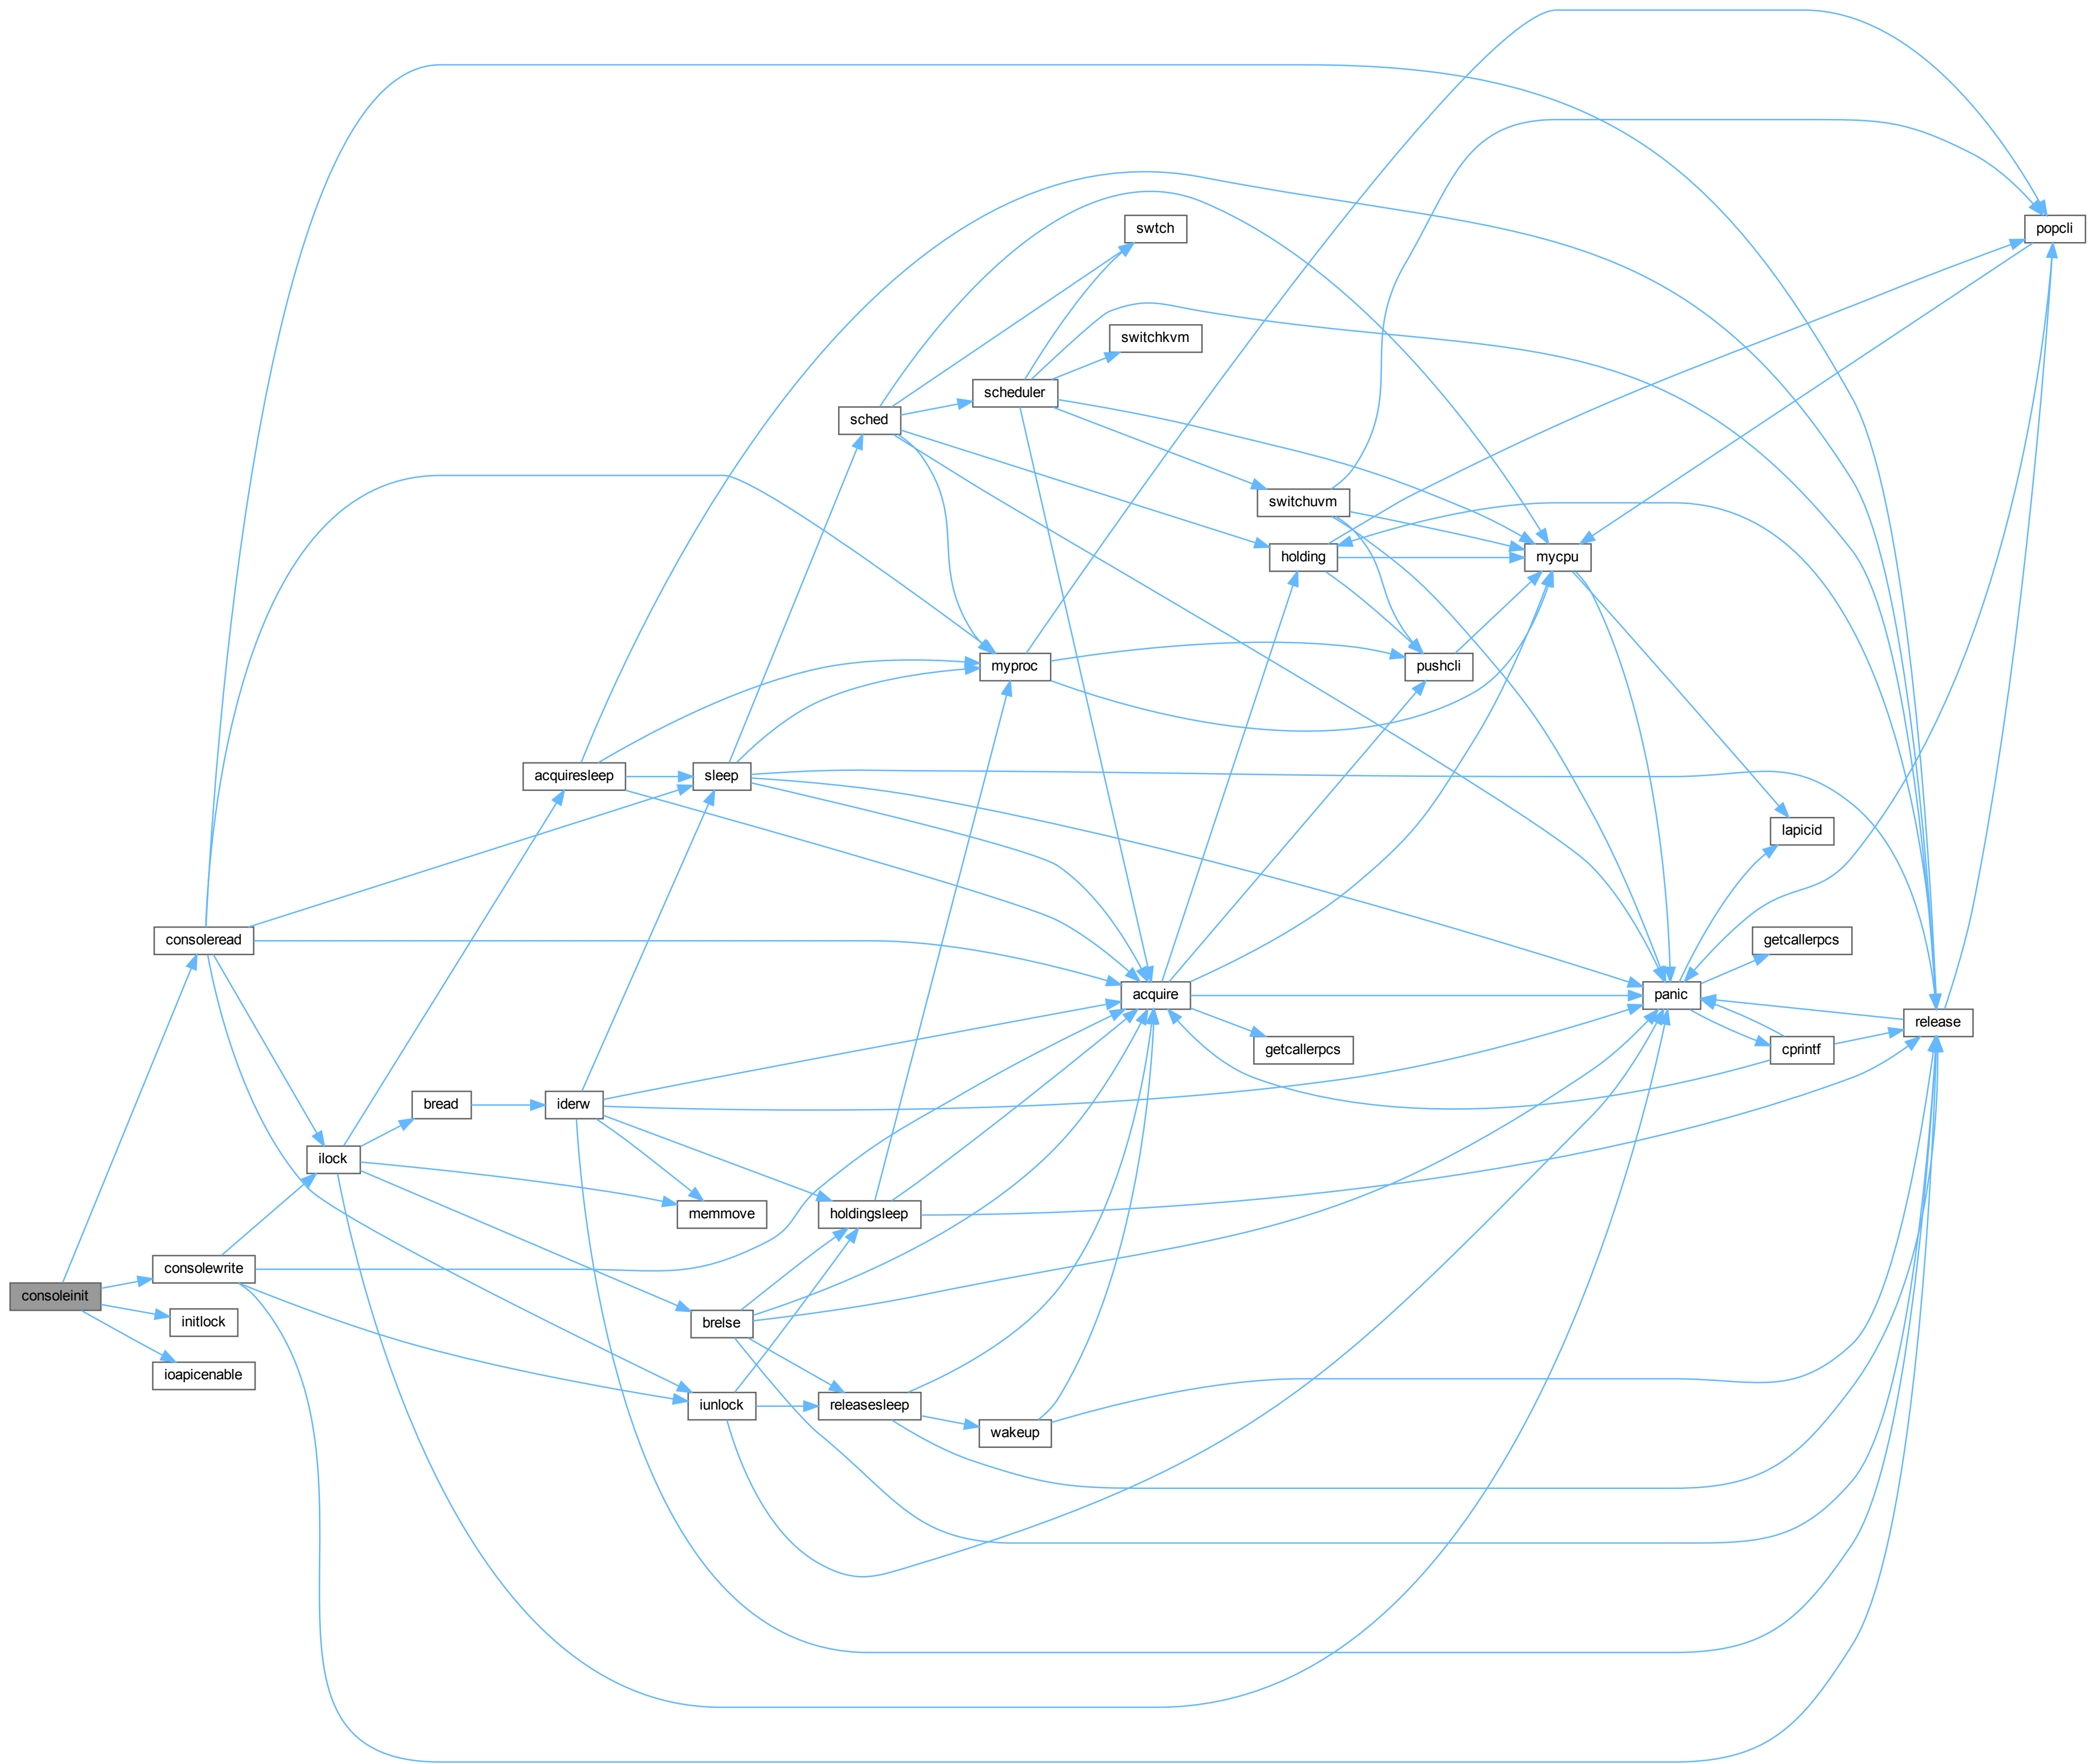 swtch
popcli
switchkvm
scheduler
sched
switchuvm
holding
mycpu
myproc
pushcli
acquiresleep
sleep
lapicid
consoleread
getcallerpcs
acquire
panic
release
getcallerpcs
cprintf
bread
iderw
ilock
memmove
holdingsleep
consolewrite
consoleinit
initlock
brelse
ioapicenable
iunlock
releasesleep
wakeup